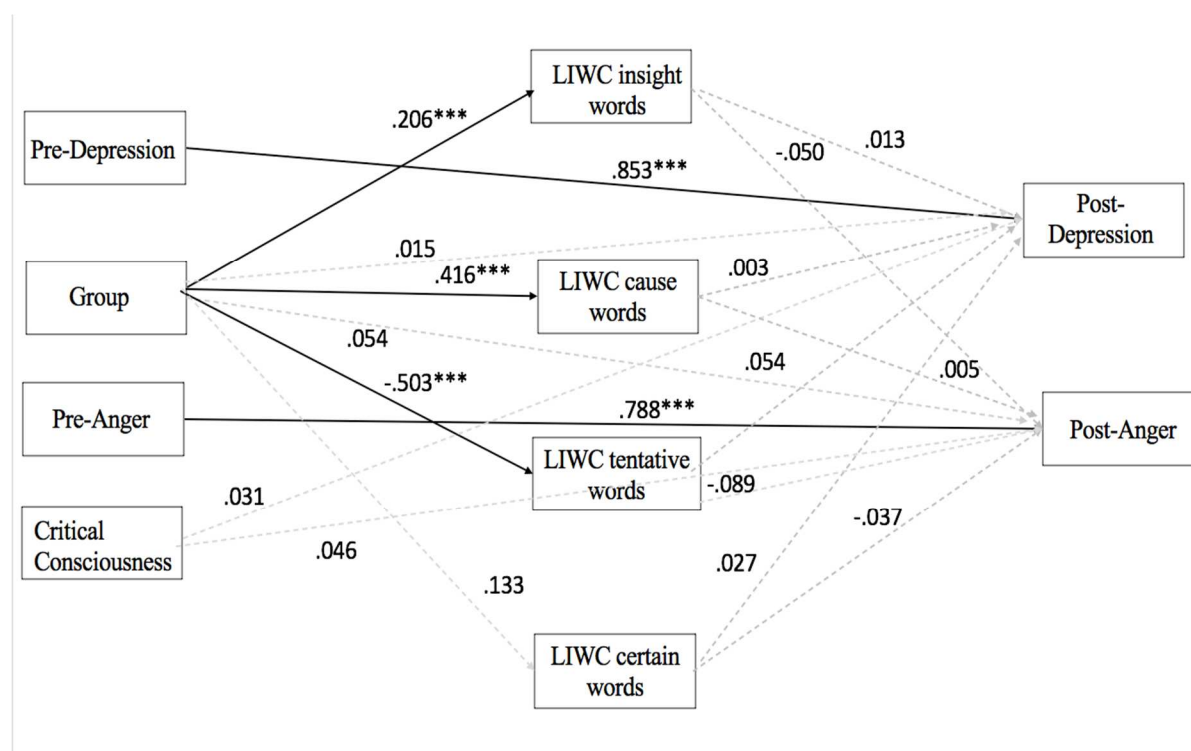 LIWC insight
words
.206***
Pre-Depression
-.050
.013
.853***
Post-
Depression
.015
.416***
.003
Group
LIWC cause
words
.054
.054
.005
-.503***
Pre-Anger
.788***
Post-Anger
LIWC tentative
words
-.089
.031
-.037
Critical
Consciousness
.046
.027
.133
LIWC certain
words